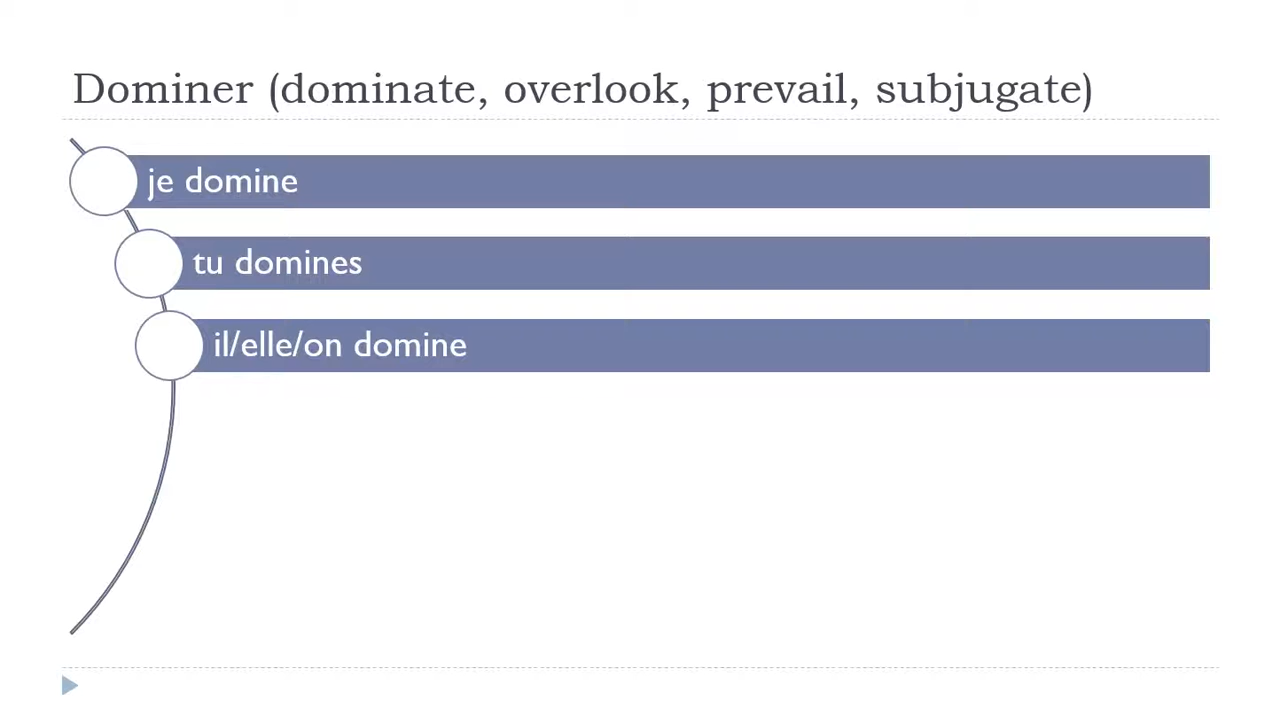 Dominer (dominate, overlook, prevail, subjugate)
je domine
tu domines
il/elle/on domine